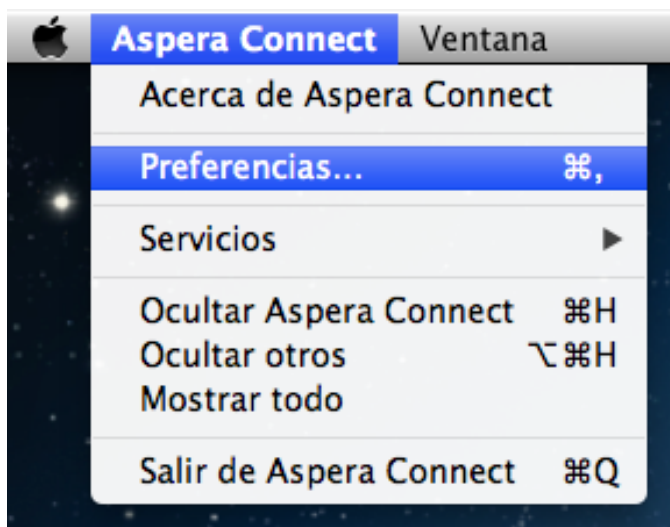 Aspera Connect Ventana
Acerca de Aspera Connect
Preferencias... ⌘,
Servicios
Ocultar Aspera Connect ⌘H
Ocultar otros ⌥⌘H
Mostrar todo
Salir de Aspera Connect ⌘Q